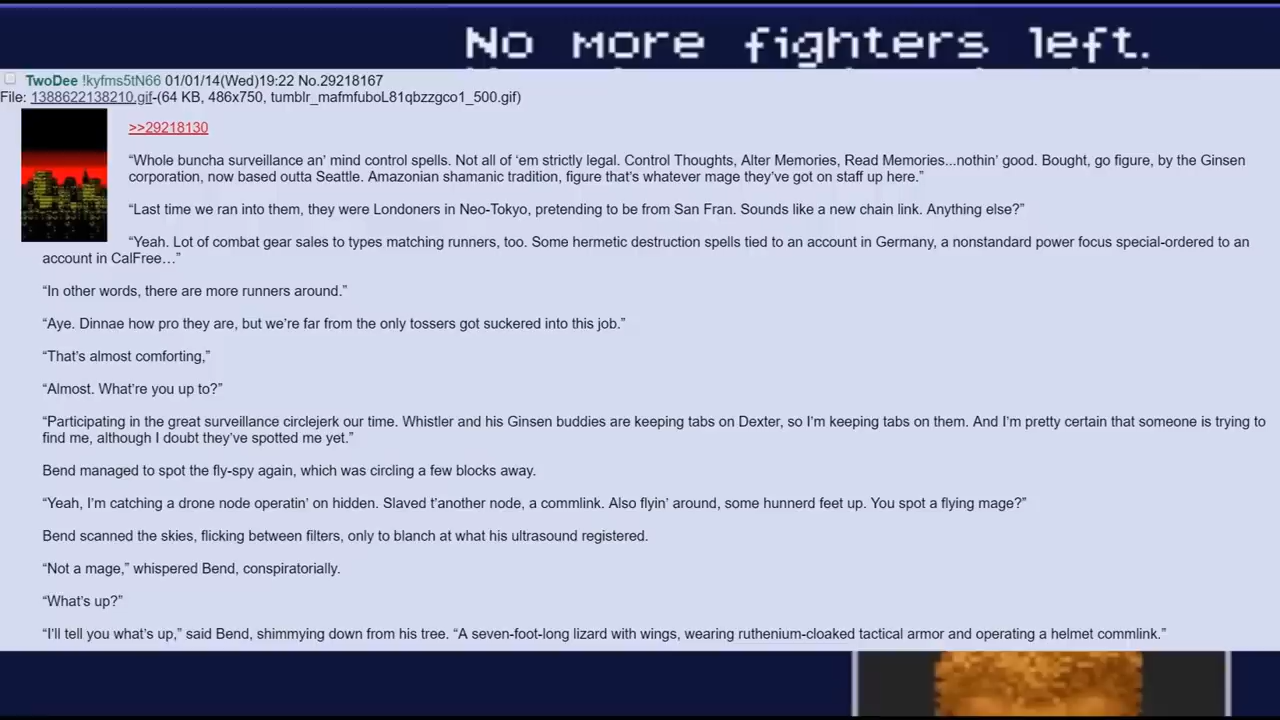 No more fighters left.
TwoDee !kyfms5tN66 01/01/14(Wed)19:22 No.29218167
File: 1388622138210.gif-(64 KB, 486x750, tumblr_mafmfuboL81qbzzgco1_500.gif)
>>29218130
“Whole buncha surveillance an’ mind control spells. Not all of ‘em strictly legal. Control Thoughts, Alter Memories, Read Memories...nothin’ good. Bought, go figure, by the Ginsen
corporation, now based outta Seattle. Amazonian shamanic tradition, figure that’s whatever mage they’ve got on staff up here.”
“Last time we ran into them, they were Londoners in Neo-Tokyo, pretending to be from San Fran. Sounds like a new chain link. Anything else?”
“Yeah. Lot of combat gear sales to types matching runners, too. Some hermetic destruction spells tied to an account in Germany, a nonstandard power focus special-ordered to an
account in CalFree…”
“In other words, there are more runners around.”
“Aye. Dinnae how pro they are, but we’re far from the only tossers got suckered into this job.”
“That’s almost comforting,”
“Almost. What’re you up to?”
“Participating in the great surveillance circlejerk our time. Whistler and his Ginsen buddies are keeping tabs on Dexter, so I’m keeping tabs on them. And I’m pretty certain that someone is trying to
find me, although I doubt they’ve spotted me yet.”
Bend managed to spot the fly-spy again, which was circling a few blocks away.
“Yeah, I’m catching a drone node operatin’ on hidden. Slaved t’another node, a commlink. Also flyin’ around, some hunnerd feet up. You spot a flying mage?”
Bend scanned the skies, flicking between filters, only to blanch at what his ultrasound registered.
“Not a mage,” whispered Bend, conspiratorially.
“What’s up?”
“I’ll tell you what’s up,” said Bend, shimmying down from his tree. “A seven-foot-long lizard with wings, wearing ruthenium-cloaked tactical armor and operating a helmet commlink.”